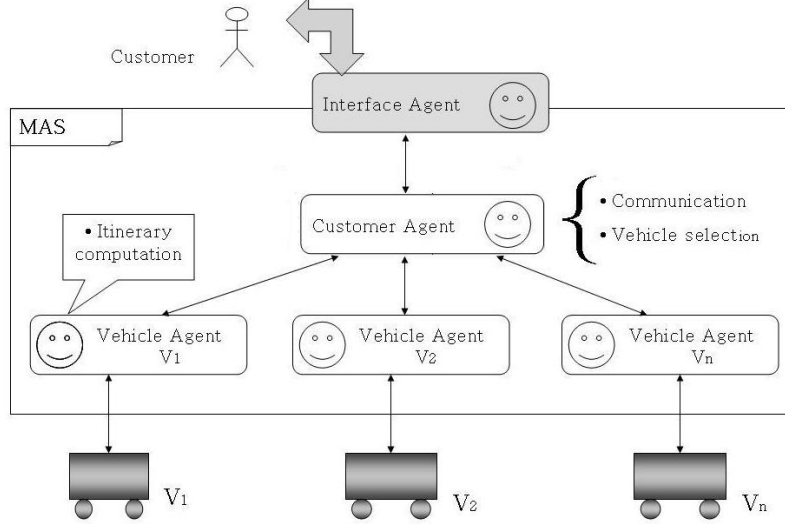 Customer
Interface Agent
MAS
Customer Agent
• Communication
• Vehicle selection
• Itinerary
computation
Vehicle Agent
V1
Vehicle Agent
V2
Vehicle Agent
Vn
V1
V2
Vn